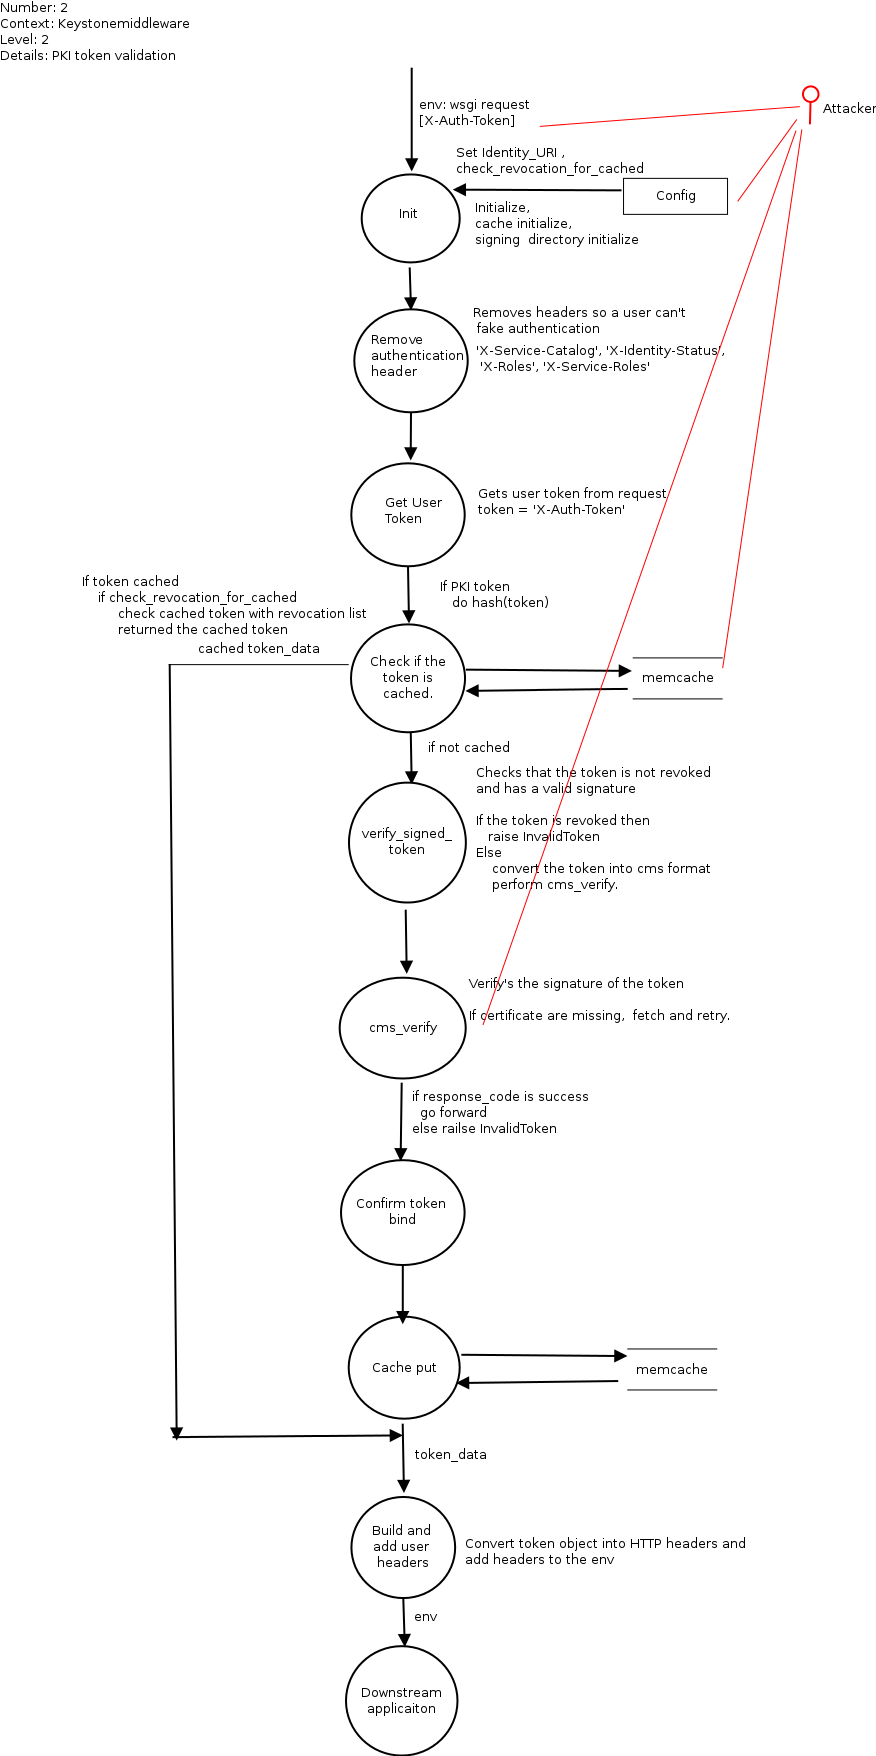 Number: 2
Context: Keystonemiddleware
Level: 2
Details: PKI token validation
env: wsgi request
[X-Auth-Token]
Attacker
Set Identity_URI ,
check_revocation_for_cached
Config
Init
Initialize,
cache initialize,
signing  directory initialize
Removes headers so a user can't
fake authentication
'X-Service-Catalog', 'X-Identity-Status',
'X-Roles', 'X-Service-Roles'
Remove
authentication
header
Get User
Token
Gets user token from request
token = 'X-Auth-Token'
If token cached
if check_revocation_for_cached
check cached token with revocation list
returned the cached token
cached token_data
If PKI token
do hash(token)
Check if the
token is
cached.
memcache
if not cached
Checks that the token is not revoked
and has a valid signature
If the token is revoked then
raise InvalidToken
Else
convert the token into cms format
perform cms_verify.
verify_signed_
token
Verify's the signature of the token
If certificate are missing,  fetch and retry.
cms_verify
if response_code is success
go forward
else railse InvalidToken
Confirm token
bind
Cache put
memcache
token_data
Build and
add user
headers
Convert token object into HTTP headers and
add headers to the env
env
Downstream
applicaiton